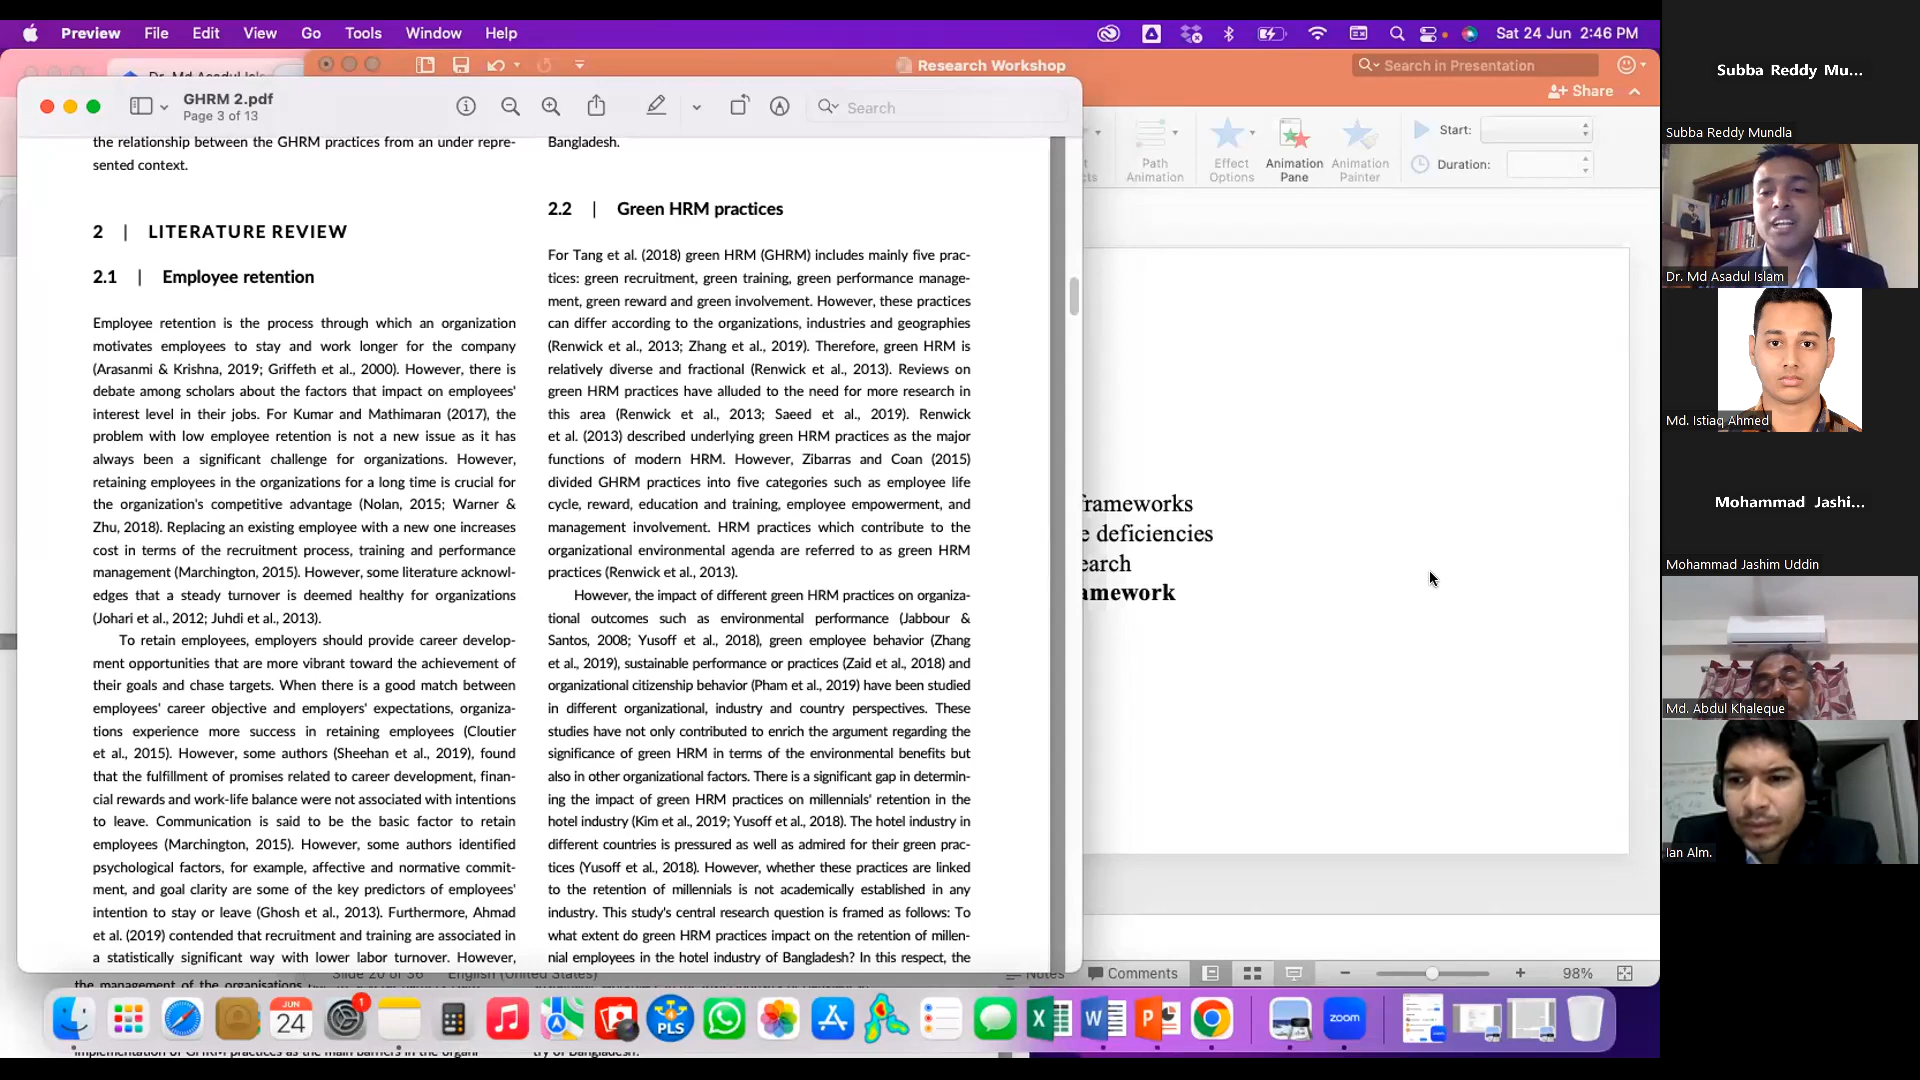 Preview File Edit View Go Tools Window Help
Sat 24 Jun 2:46 PM
Dr. Md Asadul Isla
Research Workshop
Search in Presentation
Share
GHRM 2.pdf
Page 3 of 13
Search
Path
Animation
Effect
Options
Animation
Pane
Animation
Painter
Start:
Duration:
the relationship between the GHRM practices from an under repre-
sented context.
2 | LITERATURE REVIEW
2.1 | Employee retention
Employee retention is the process through which an organization
motivates employees to stay and work longer for the company
(Arasanmi & Krishna, 2019; Griffeth et al., 2000). However, there is
debate among scholars about the factors that impact on employees'
interest level in their jobs. For Kumar and Mathimaran (2017), the
problem with low employee retention is not a new issue as it has
always been a significant challenge for organizations. However,
retaining employees in the organizations for a long time is crucial for
the organization's competitive advantage (Nolan, 2015; Warner &
Zhu, 2018). Replacing an existing employee with a new one increases
cost in terms of the recruitment process, training and performance
management (Marchington, 2015). However, some literature acknowl-
edges that a steady turnover is deemed healthy for organizations
(Johari et al., 2012; Juhdi et al., 2013).
To retain employees, employers should provide career develop-
ment opportunities that are more vibrant toward the achievement of
their goals and chase targets. When there is a good match between
employees' career objective and employers' expectations, organiza-
tions experience more success in retaining employees (Cloutier
et al., 2015). However, some authors (Sheehan et al., 2019), found
that the fulfillment of promises related to career development, finan-
cial rewards and work-life balance were not associated with intentions
to leave. Communication is said to be the basic factor to retain
employees (Marchington, 2015). However, some authors identified
psychological factors, for example, affective and normative commit-
ment, and goal clarity are some of the key predictors of employees'
intention to stay or leave (Ghosh et al., 2013). Furthermore, Ahmad
et al. (2019) contended that recruitment and training are associated in
a statistically significant way with lower labor turnover. However,
Bangladesh.
2.2 | Green HRM practices
For Tang et al. (2018) green HRM (GHRM) includes mainly five prac-
tices: green recruitment, green training, green performance manage-
ment, green reward and green involvement. However, these practices
can differ according to the organizations, industries and geographies
(Renwick et al., 2013; Zhang et al., 2019). Therefore, green HRM is
relatively diverse and fractional (Renwick et al., 2013). Reviews on
green HRM practices have alluded to the need for more research in
this area (Renwick et al., 2013; Saeed et al., 2019). Renwick
et al. (2013) described underlying green HRM practices as the major
functions of modern HRM. However, Zibarras and Coan (2015)
divided GHRM practices into five categories such as employee life
cycle, reward, education and training, employee empowerment, and
management involvement. HRM practices which contribute to the
organizational environmental agenda are referred to as green HRM
practices (Renwick et al., 2013).
However, the impact of different green HRM practices on organiza-
tional outcomes such as environmental performance (Jabbour &
Santos, 2008; Yusoff et al., 2018), green employee behavior (Zhang
et al., 2019), sustainable performance or practices (Zaid et al., 2018) and
organizational citizenship behavior (Pham et al., 2019) have been studied
in different organizational, industry and country perspectives. These
studies have not only contributed to enrich the argument regarding the
significance of green HRM in terms of the environmental benefits but
also in other organizational factors. There is a significant gap in determin-
ing the impact of green HRM practices on millennials' retention in the
hotel industry (Kim et al., 2019; Yusoff et al., 2018). The hotel industry in
different countries is pressured as well as admired for their green prac-
tices (Yusoff et al., 2018). However, whether these practices are linked
to the retention of millennials is not academically established in any
industry. This study's central research question is framed as follows: To
what extent do green HRM practices impact on the retention of millen-
nial employees in the hotel industry of Bangladesh? In this respect, the
frameworks
e deficiencies
earch
amework
Slide 20 of 36 English (United States)
Notes
Comments
98%
the management of the organisations
implementation of GHRM practices as the main barriers in the organi
try of Bangladesh.
JUN
24
1
PLS
zoom
Subba Reddy Mu...
Subba Reddy Mundla
Dr. Md Asadul Islam
Md. Istiaq Ahmed
Mohammad Jashi...
Mohammad Jashim Uddin
Md. Abdul Khaleque
Ian Alm.